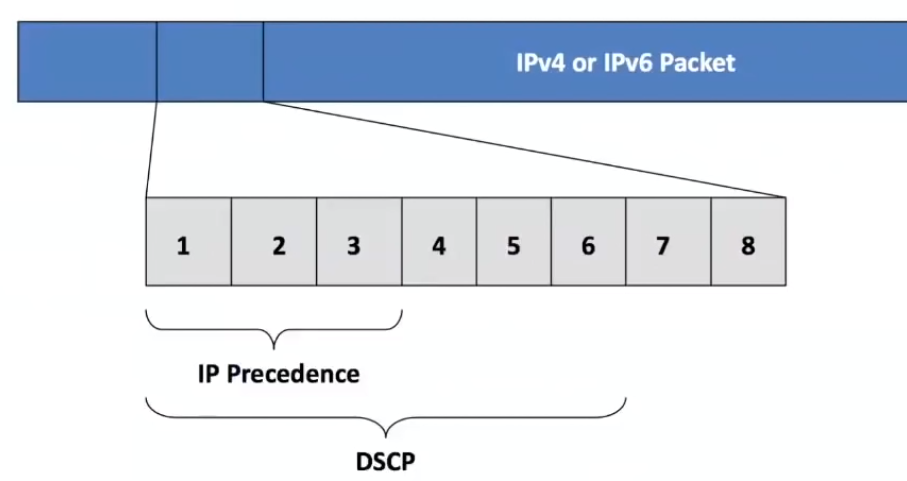 IPv4 or IPv6 Packet
1 2 3 4 5 6 7 8
IP Precedence
DSCP